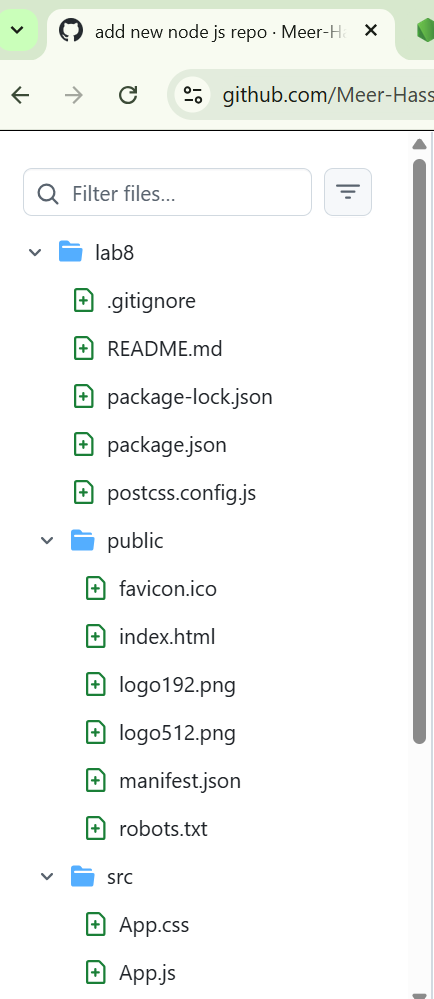 add new node js repo · Meer-Ha
github.com/Meer-Hass
Filter files...
lab8
.gitignore
README.md
package-lock.json
package.json
postcss.config.js
public
favicon.ico
index.html
logo192.png
logo512.png
manifest.json
robots.txt
src
App.css
App.js